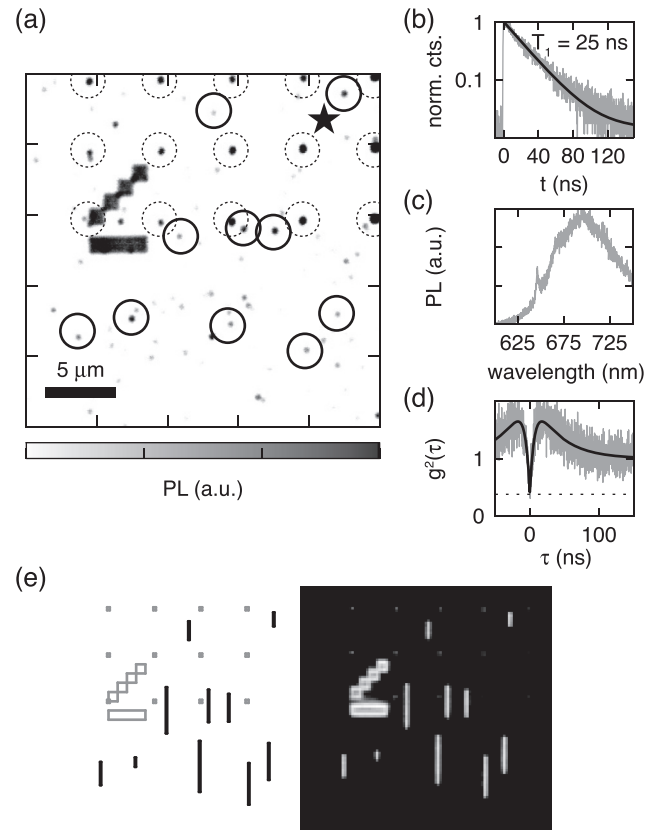 (a)
5 μm
PL (a.u.)
(b)
norm. cts.
1
0.1
T₁ = 25 ns
0 40 80 120
t (ns)
(c)
PL (a.u.)
625 675 725
wavelength (nm)
(d)
g²(τ)
1
0
0 100
τ (ns)
(e)